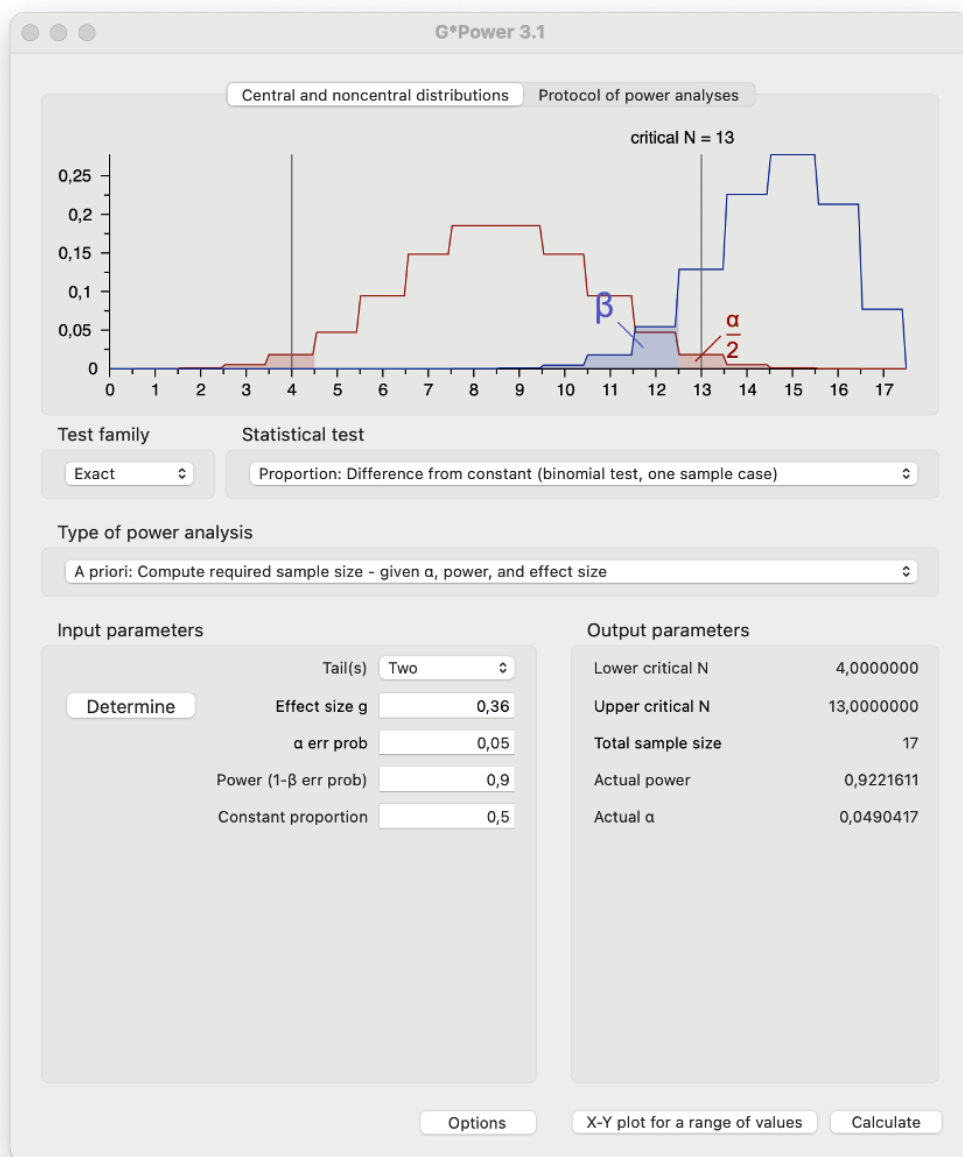 G*Power 3.1
Central and noncentral distributions Protocol of power analyses
critical N = 13
0,25
0,2
0,15
0,1
0,05
0
β
α
2
0 1 2 3 4 5 6 7 8 9 10 11 12 13 14 15 16 17
Test family Statistical test
Exact Proportion: Difference from constant (binomial test, one sample case)
Type of power analysis
A priori: Compute required sample size - given α, power, and effect size
Input parameters Output parameters
Tail(s) Two Lower critical N 4,0000000
Determine Effect size g 0,36 Upper critical N 13,0000000
α err prob 0,05 Total sample size 17
Power (1-β err prob) 0,9 Actual power 0,9221611
Constant proportion 0,5 Actual α 0,0490417
Options X-Y plot for a range of values Calculate